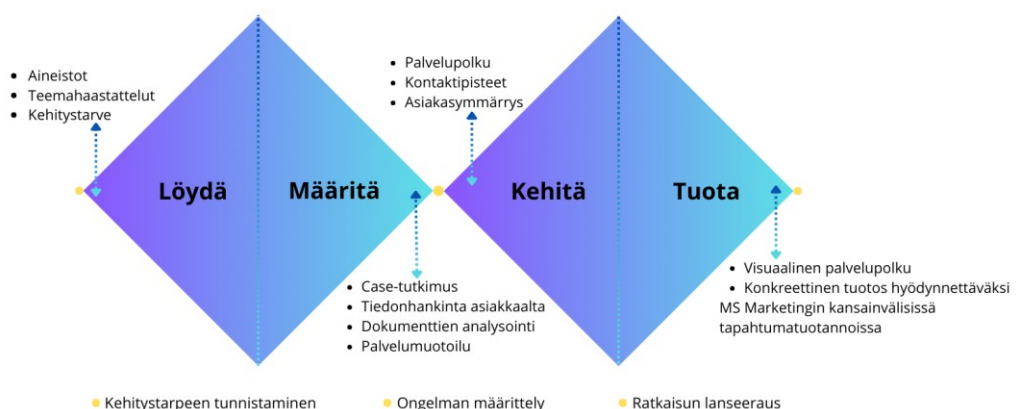 Aineistot
Teemahaastattelut
Kehitystarve
Palvelupolku
Kontaktipisteet
Asiakasymmärrys
Löydä
Määritä
Kehitä
Tuota
Case-tutkimus
Tiedonhankinta asiakkaalta
Dokumenttien analysointi
Palvelumuotoilu
Visuaalinen palvelupolku
Konkreettinen tuotos hyödynnettäväksi
MS Marketingin kansainvälisissä
tapahtumatuotannoissa
Kehitystarpeen tunnistaminen
Ongelman määrittely
Ratkaisun lanseeraus